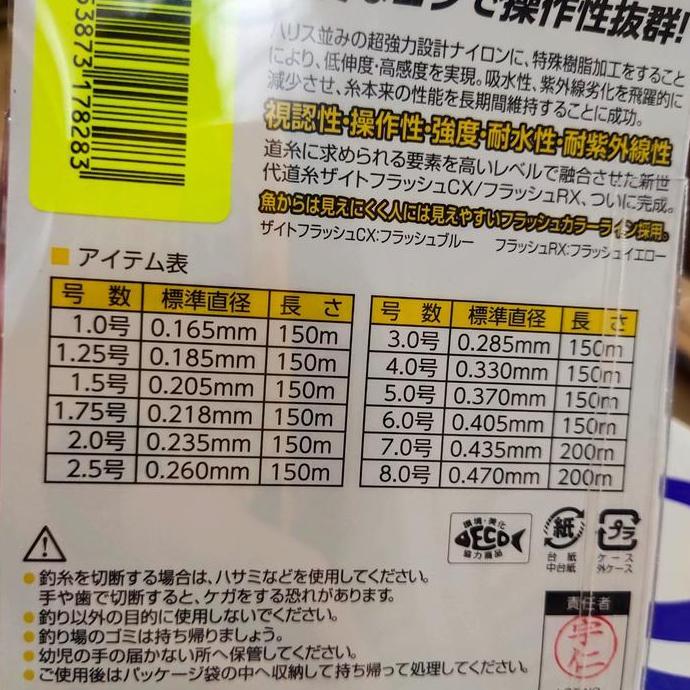 操作性抜群!
ハリス並みの超強力設計ナイロンに、特殊樹脂加工をすること
により、低伸度・高感度を実現。吸水性、紫外線劣化を飛躍的に
減少させ、糸本来の性能を長期間維持することに成功。
視認性・操作性・強度・耐水性・耐紫外線性
道糸に求められる要素を高いレベルで融合させた新世
代道糸ザイトフラッシュCX/フラッシュRX、ついに完成。
魚からは見えにくく人には見えやすいフラッシュカラーライン採用。
ザイトフラッシュCX:フラッシュブルー フラッシュRX:フラッシュイエロー
53873178283
■ アイテム表
号 数 標準直径 長 さ
1.0号 0.165mm 150m
1.25号 0.185mm 150m
1.5号 0.205mm 150m
1.75号 0.218mm 150m
2.0号 0.235mm 150m
2.5号 0.260mm 150m
号 数 標準直径 長 さ
3.0号 0.285mm 150m
4.0号 0.330mm 150m
5.0号 0.370mm 150m
6.0号 0.405mm 150m
7.0号 0.435mm 200m
8.0号 0.470mm 200m
環境・美化
ECO
協力商品
紙
台 紙
中台紙
プラ
ケース
外ケース
● 釣糸を切断する場合は、ハサミなどを使用してください。
手や歯で切断すると、ケガをする恐れがあります。
● 釣り以外の目的に使用しないでください。
● 釣り場のゴミは持ち帰りましょう。
● 幼児の手の届かない所へ保管してください。
● ご使用後はパッケージ袋の中へ収納して持ち帰って処理してください。
責任者
宇仁